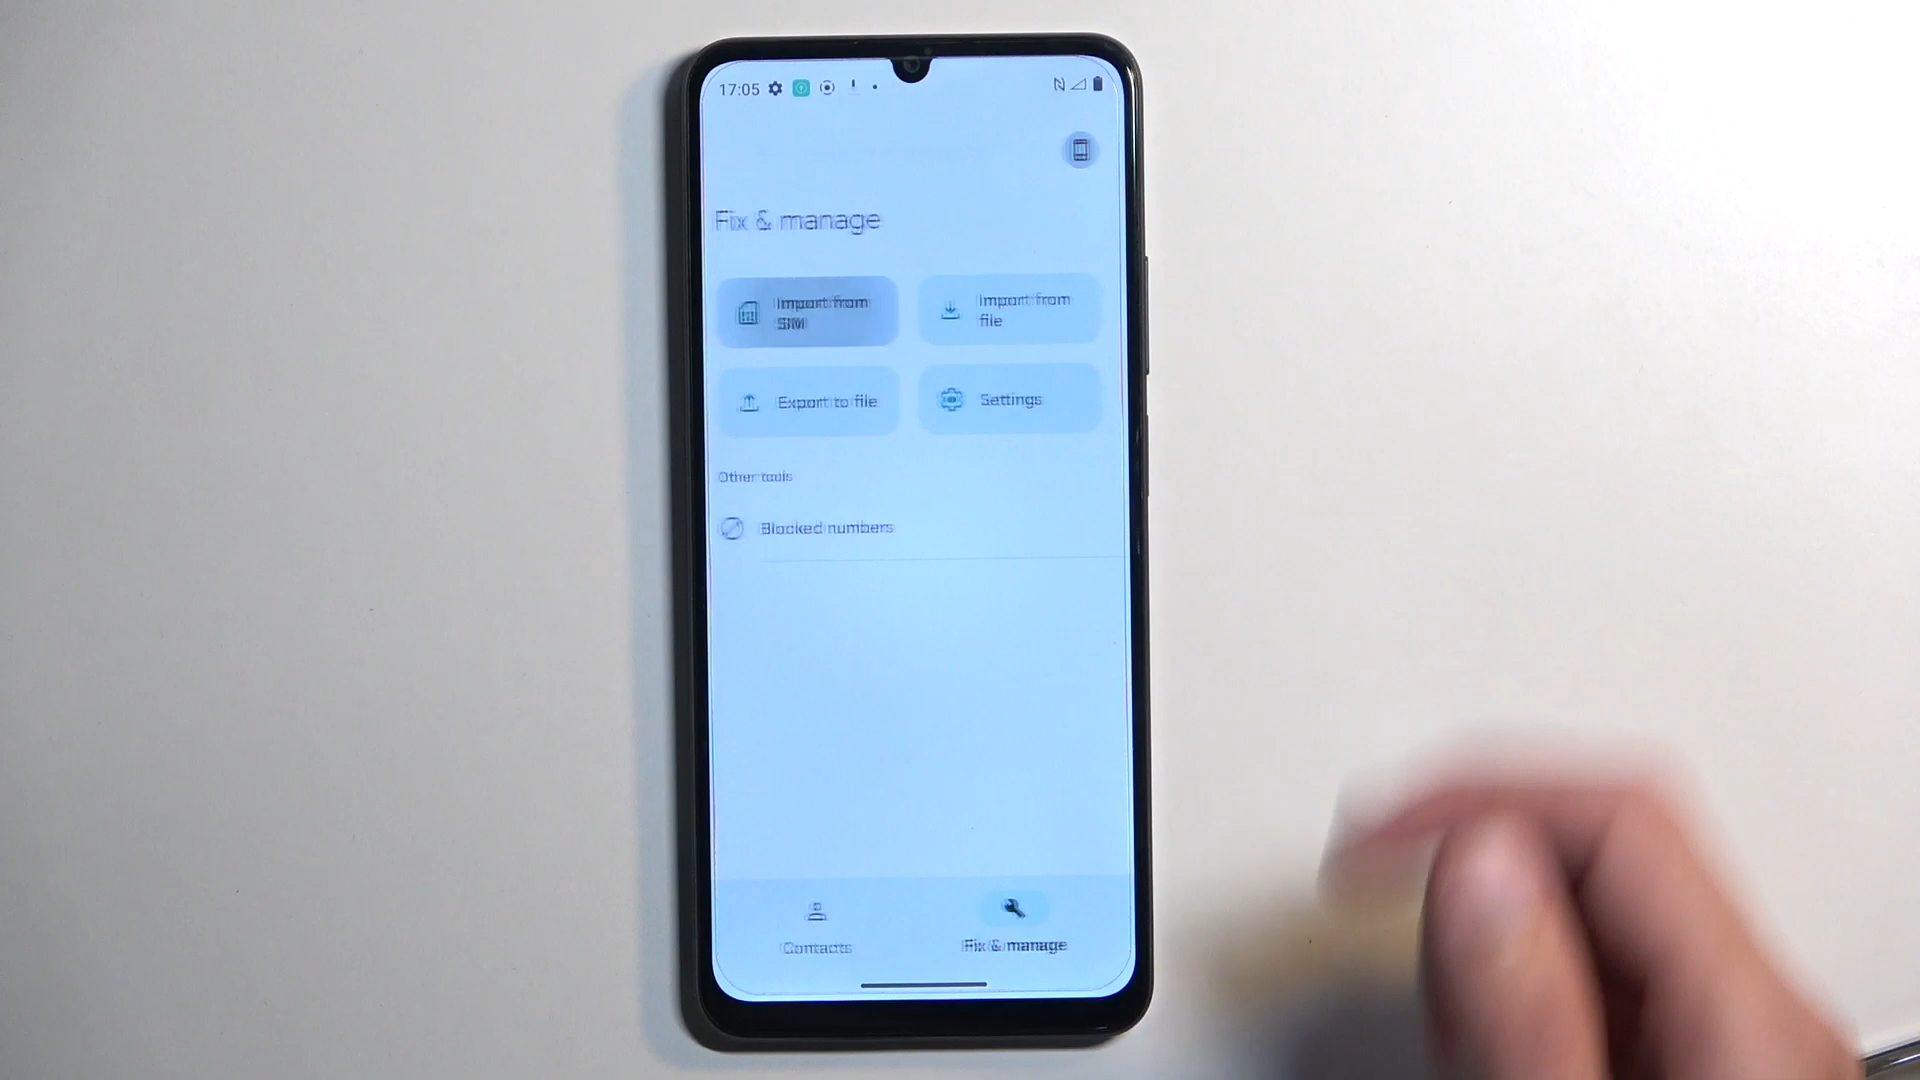 17:05
Fix & manage
Import from
SIM
Import from
file
Export to file
Settings
Other tools
Blocked numbers
Contacts
Fix & manage